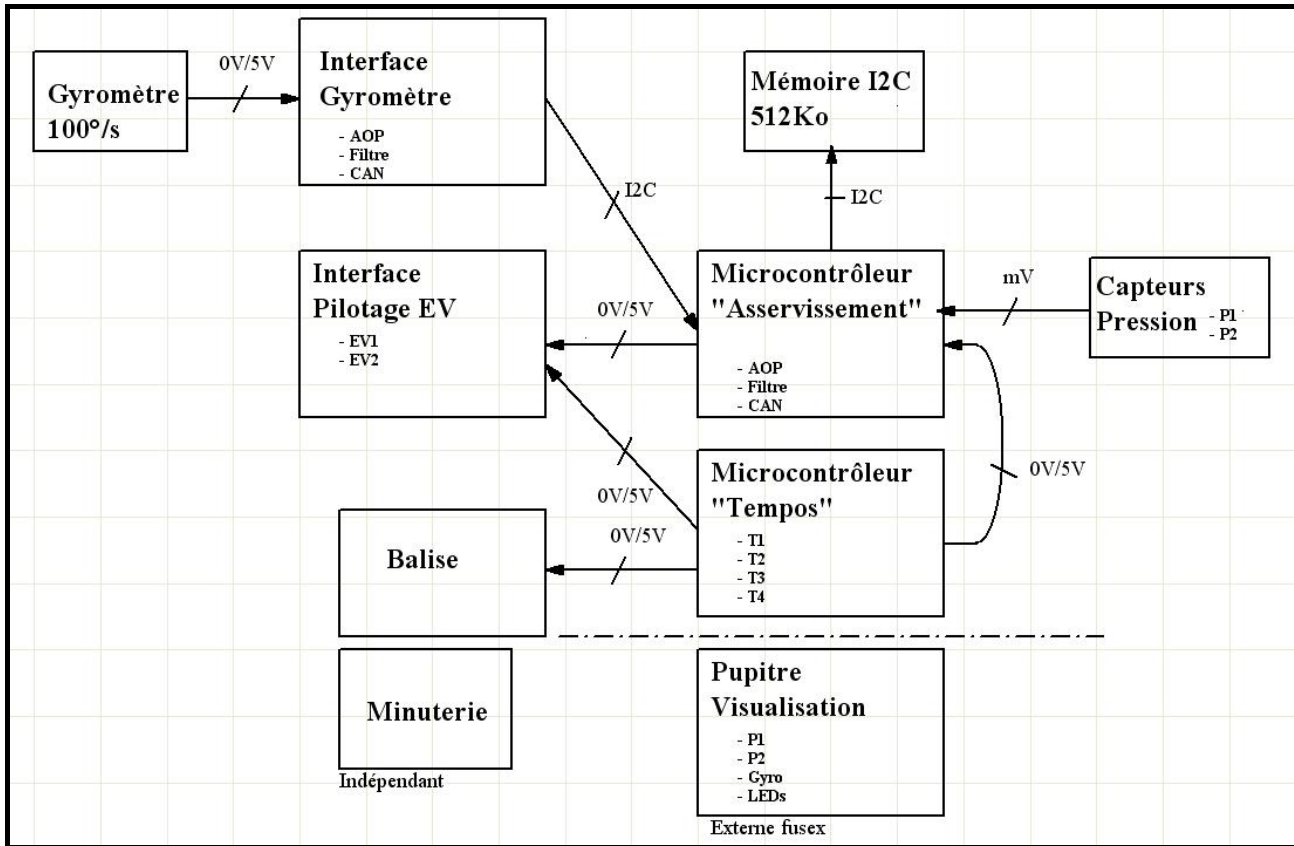 Gyromètre
100°/s
0V/5V
Interface
Gyromètre
- AOP
- Filtre
- CAN
I2C
Mémoire I2C
512Ko
I2C
Interface
Pilotage EV
- EV1
- EV2
0V/5V
Microcontrôleur
"Asservissement"
- AOP
- Filtre
- CAN
mV
Capteurs
Pression
- P1
- P2
0V/5V
0V/5V
Microcontrôleur
"Tempos"
- T1
- T2
- T3
- T4
0V/5V
Balise
Minuterie
Indépendant
Pupitre
Visualisation
- P1
- P2
- Gyro
- LEDs
Externe fusex